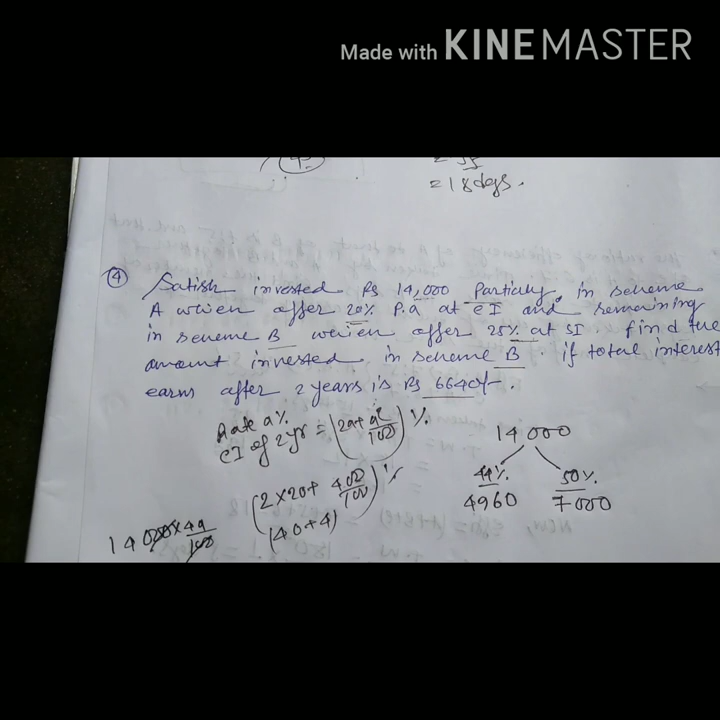 Made with KINEMASTER
= 18 days.
④ Satish invested Rs 14,000 Partially in scheme
A which offer 20% P.a at CI and remaining
in scheme B which offer 25% at SI. find the
amount invested in scheme B. if total interest
earns after 2 years is Rs 6640/-.
Rate a%
CI of 2yr = (2a + a²/100) %
14000
44% 50%
4960 7000
(2×20 + 400/100) %
(40+4)
14000 × 44/100